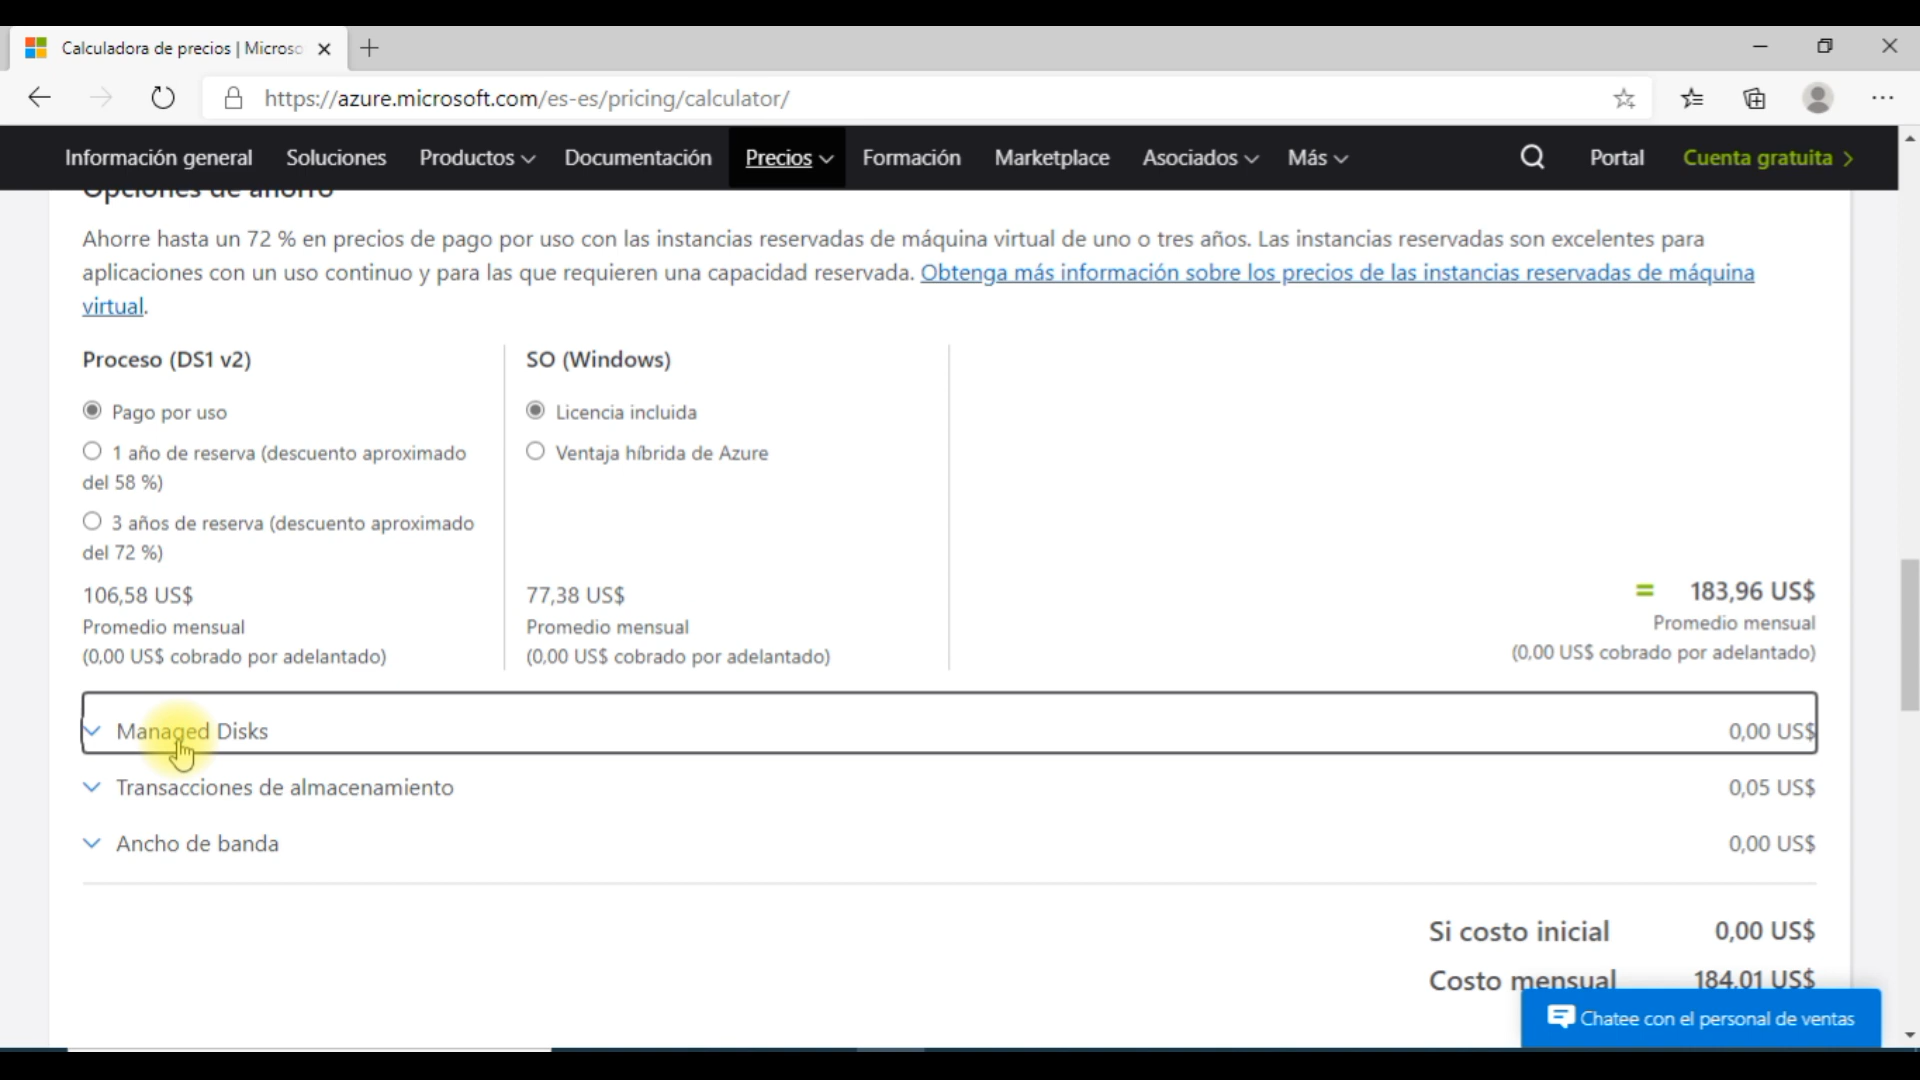 Calculadora de precios | Microso
https://azure.microsoft.com/es-es/pricing/calculator/
Información general Soluciones Productos Documentación Precios Formación Marketplace Asociados Más Portal Cuenta gratuita
Opciones de ahorro
Ahorre hasta un 72 % en precios de pago por uso con las instancias reservadas de máquina virtual de uno o tres años. Las instancias reservadas son excelentes para
aplicaciones con un uso continuo y para las que requieren una capacidad reservada. Obtenga más información sobre los precios de las instancias reservadas de máquina
virtual.
Proceso (DS1 v2)
Pago por uso
1 año de reserva (descuento aproximado
del 58 %)
3 años de reserva (descuento aproximado
del 72 %)
106,58 US$
Promedio mensual
(0,00 US$ cobrado por adelantado)
SO (Windows)
Licencia incluida
Ventaja híbrida de Azure
77,38 US$
Promedio mensual
(0,00 US$ cobrado por adelantado)
= 183,96 US$
Promedio mensual
(0,00 US$ cobrado por adelantado)
Managed Disks 0,00 US$
Transacciones de almacenamiento 0,05 US$
Ancho de banda 0,00 US$
Si costo inicial 0,00 US$
Costo mensual 184,01 US$
Chatee con el personal de ventas